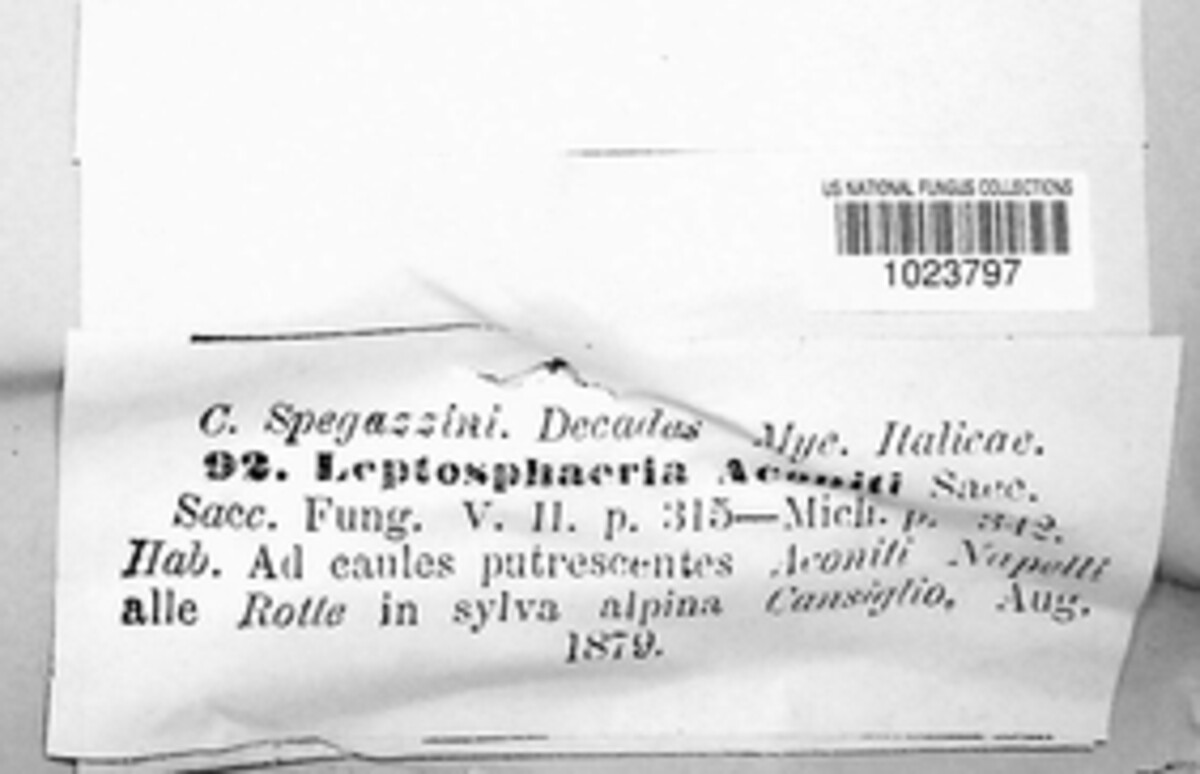 US NATIONAL FUNGUS COLLECTIONS
1023797
C. Spegazzini. Decadas Myc. Italicae.
92. Leptosphaeria Aconiti Sacc.
Sacc. Fung. V. II. p. 315—Mich. p. 342.
Hab. Ad caules putrescentes Aconiti Napelli
alle Rotte in sylva alpina Cansiglio, Aug.
1879.